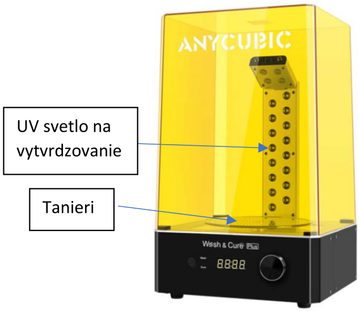 ANYCUBIC
UV svetlo na
vytvrdzovanie
Tanieri
Wash & Cure Plus
8888